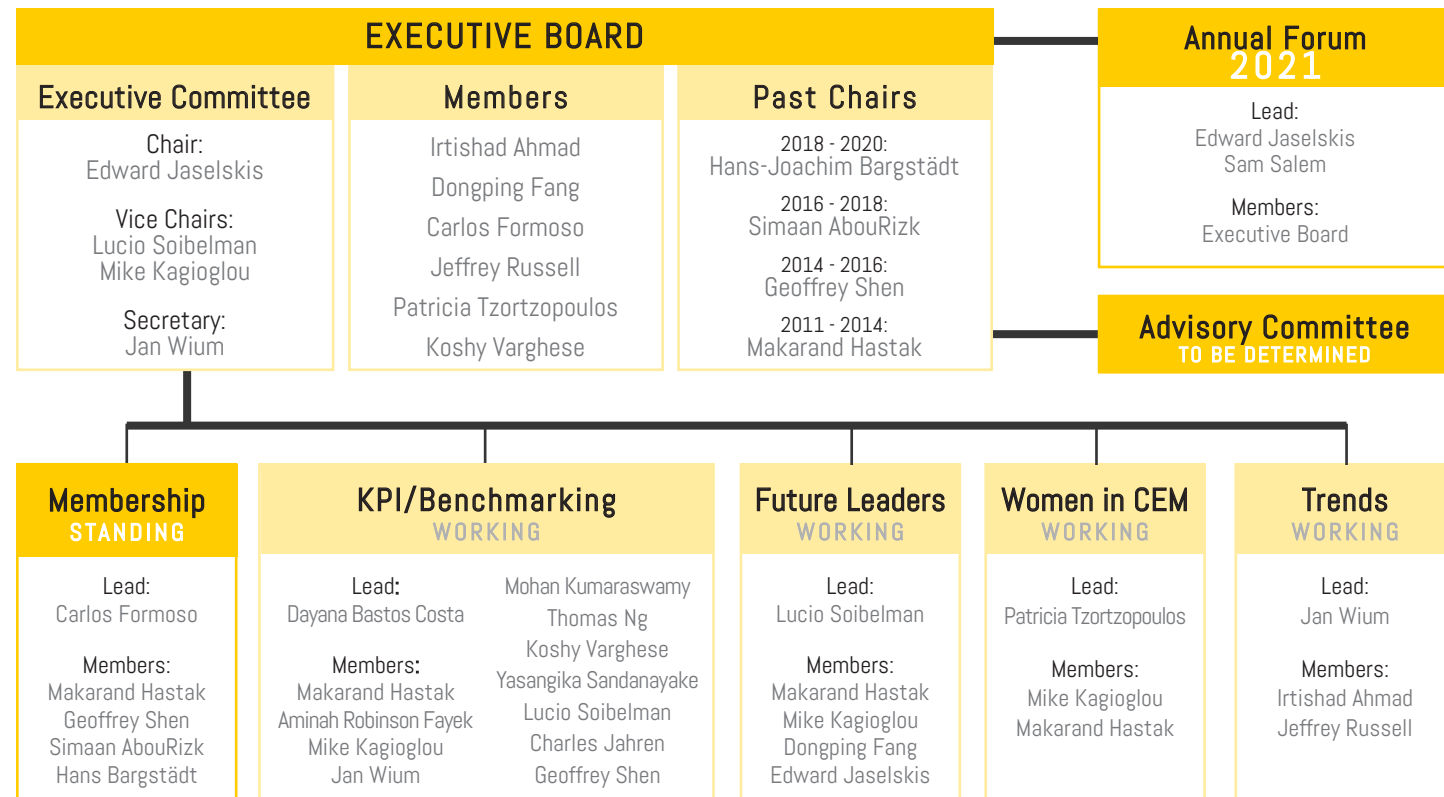 EXECUTIVE BOARD
Executive Committee
Chair:
Edward Jaselskis
Vice Chairs:
Lucio Soibelman
Mike Kagioglou
Secretary:
Jan Wium
Members
Irtishad Ahmad
Dongping Fang
Carlos Formoso
Jeffrey Russell
Patricia Tzortzopoulos
Koshy Varghese
Past Chairs
2018 - 2020:
Hans-Joachim Bargstädt
2016 - 2018:
Simaan AbouRizk
2014 - 2016:
Geoffrey Shen
2011 - 2014:
Makarand Hastak
Annual Forum
2021
Lead:
Edward Jaselskis
Sam Salem
Members:
Executive Board
Advisory Committee
TO BE DETERMINED
Membership
STANDING
Lead:
Carlos Formoso
Members:
Makarand Hastak
Geoffrey Shen
Simaan AbouRizk
Hans Bargstädt
KPI/Benchmarking
WORKING
Lead:
Dayana Bastos Costa
Members:
Makarand Hastak
Aminah Robinson Fayek
Mike Kagioglou
Jan Wium
Mohan Kumaraswamy
Thomas Ng
Koshy Varghese
Yasangika Sandanayake
Lucio Soibelman
Charles Jahren
Geoffrey Shen
Future Leaders
WORKING
Lead:
Lucio Soibelman
Members:
Makarand Hastak
Mike Kagioglou
Dongping Fang
Edward Jaselskis
Women in CEM
WORKING
Lead:
Patricia Tzortzopoulos
Members:
Mike Kagioglou
Makarand Hastak
Trends
WORKING
Lead:
Jan Wium
Members:
Irtishad Ahmad
Jeffrey Russell